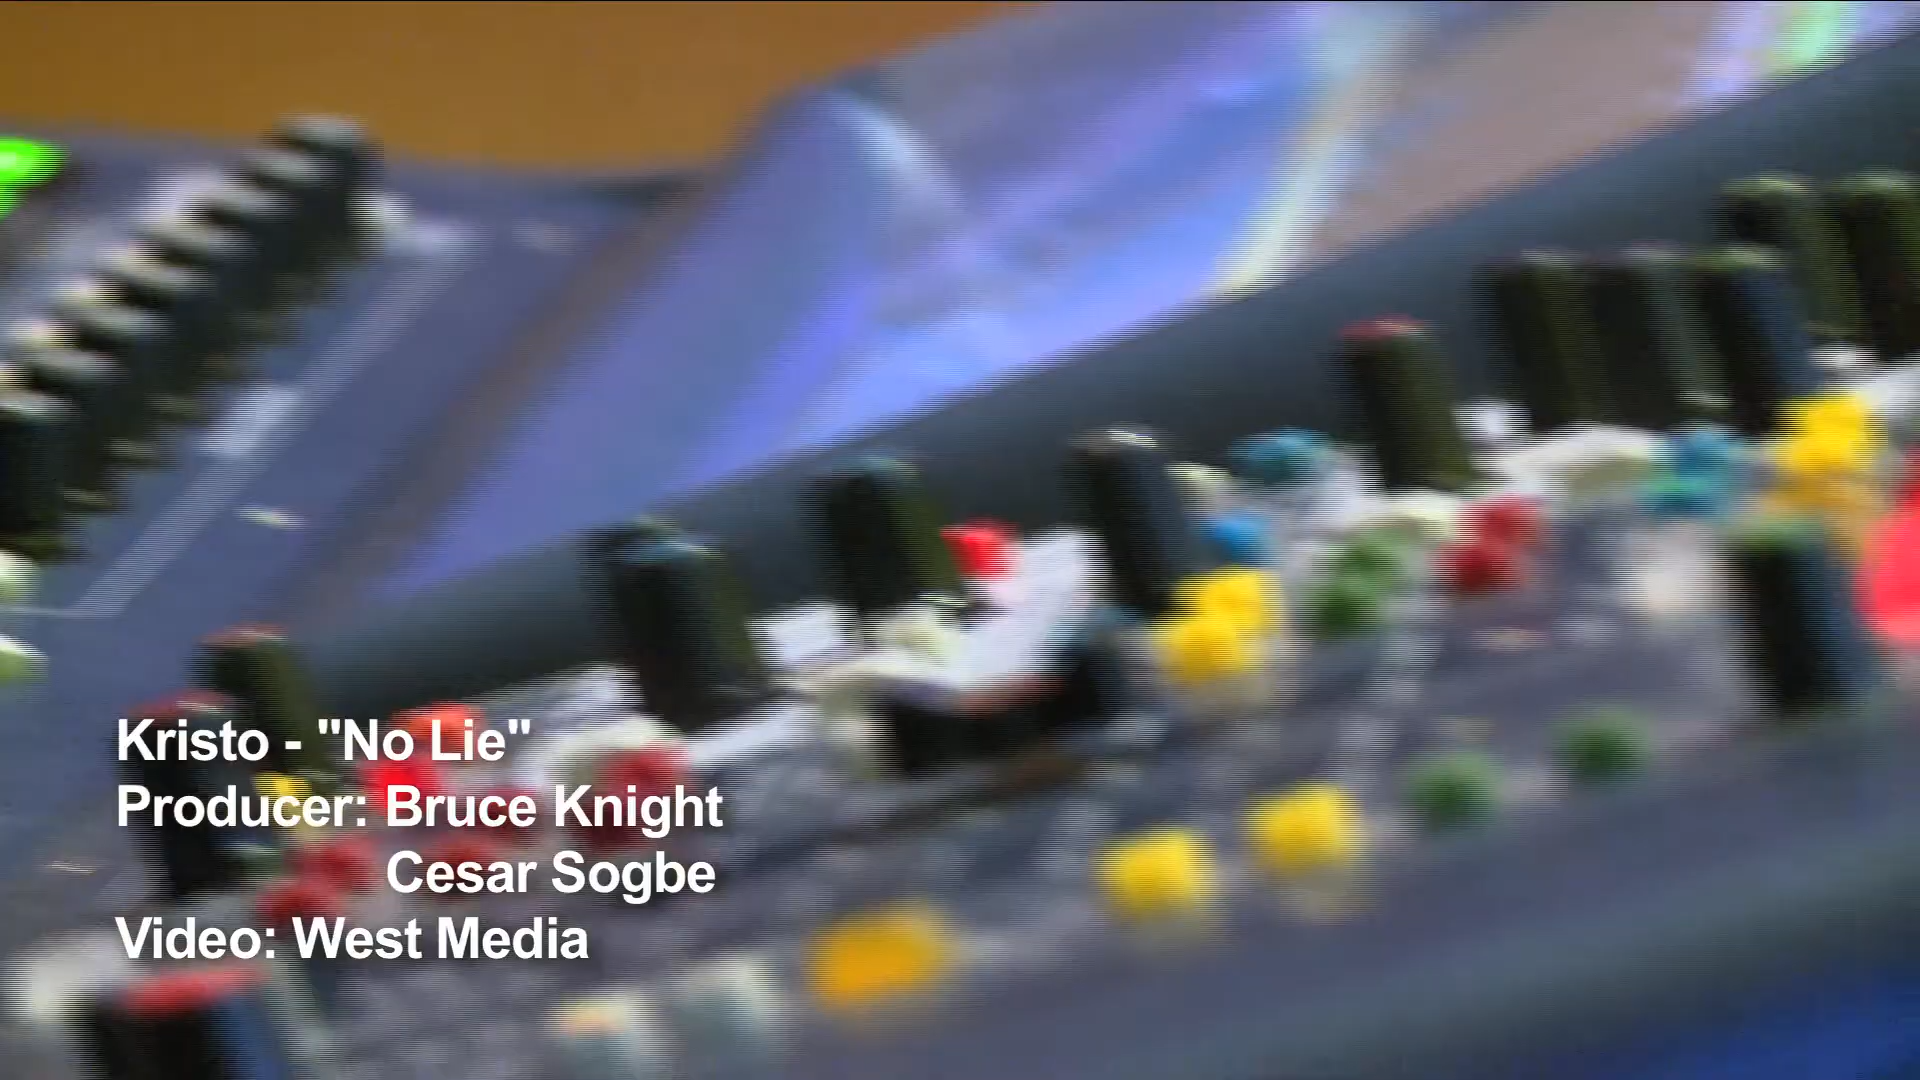 Kristo - "No Lie"
Producer: Bruce Knight
Cesar Sogbe
Video: West Media